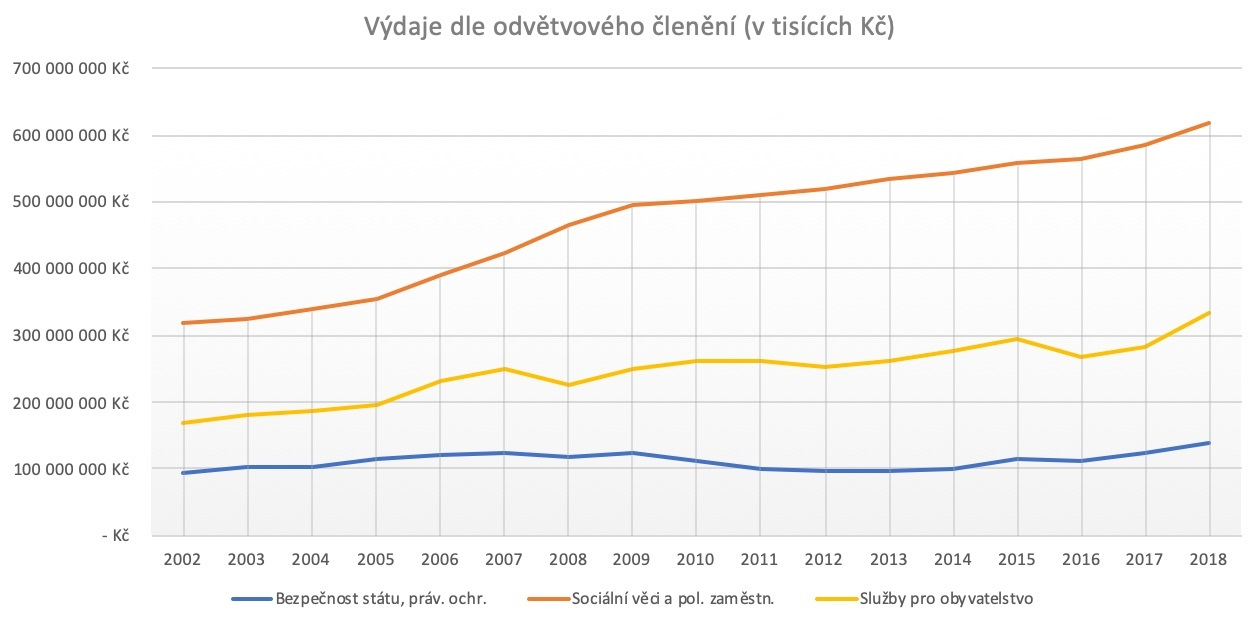 Výdaje dle odvětvového členění (v tisících Kč)
700 000 000 Kč
600 000 000 Kč
500 000 000 Kč
400 000 000 Kč
300 000 000 Kč
200 000 000 Kč
100 000 000 Kč
- Kč
2002 2003 2004 2005 2006 2007 2008 2009 2010 2011 2012 2013 2014 2015 2016 2017 2018
Bezpečnost státu, práv. ochr. Sociální věci a pol. zaměstn. Služby pro obyvatelstvo